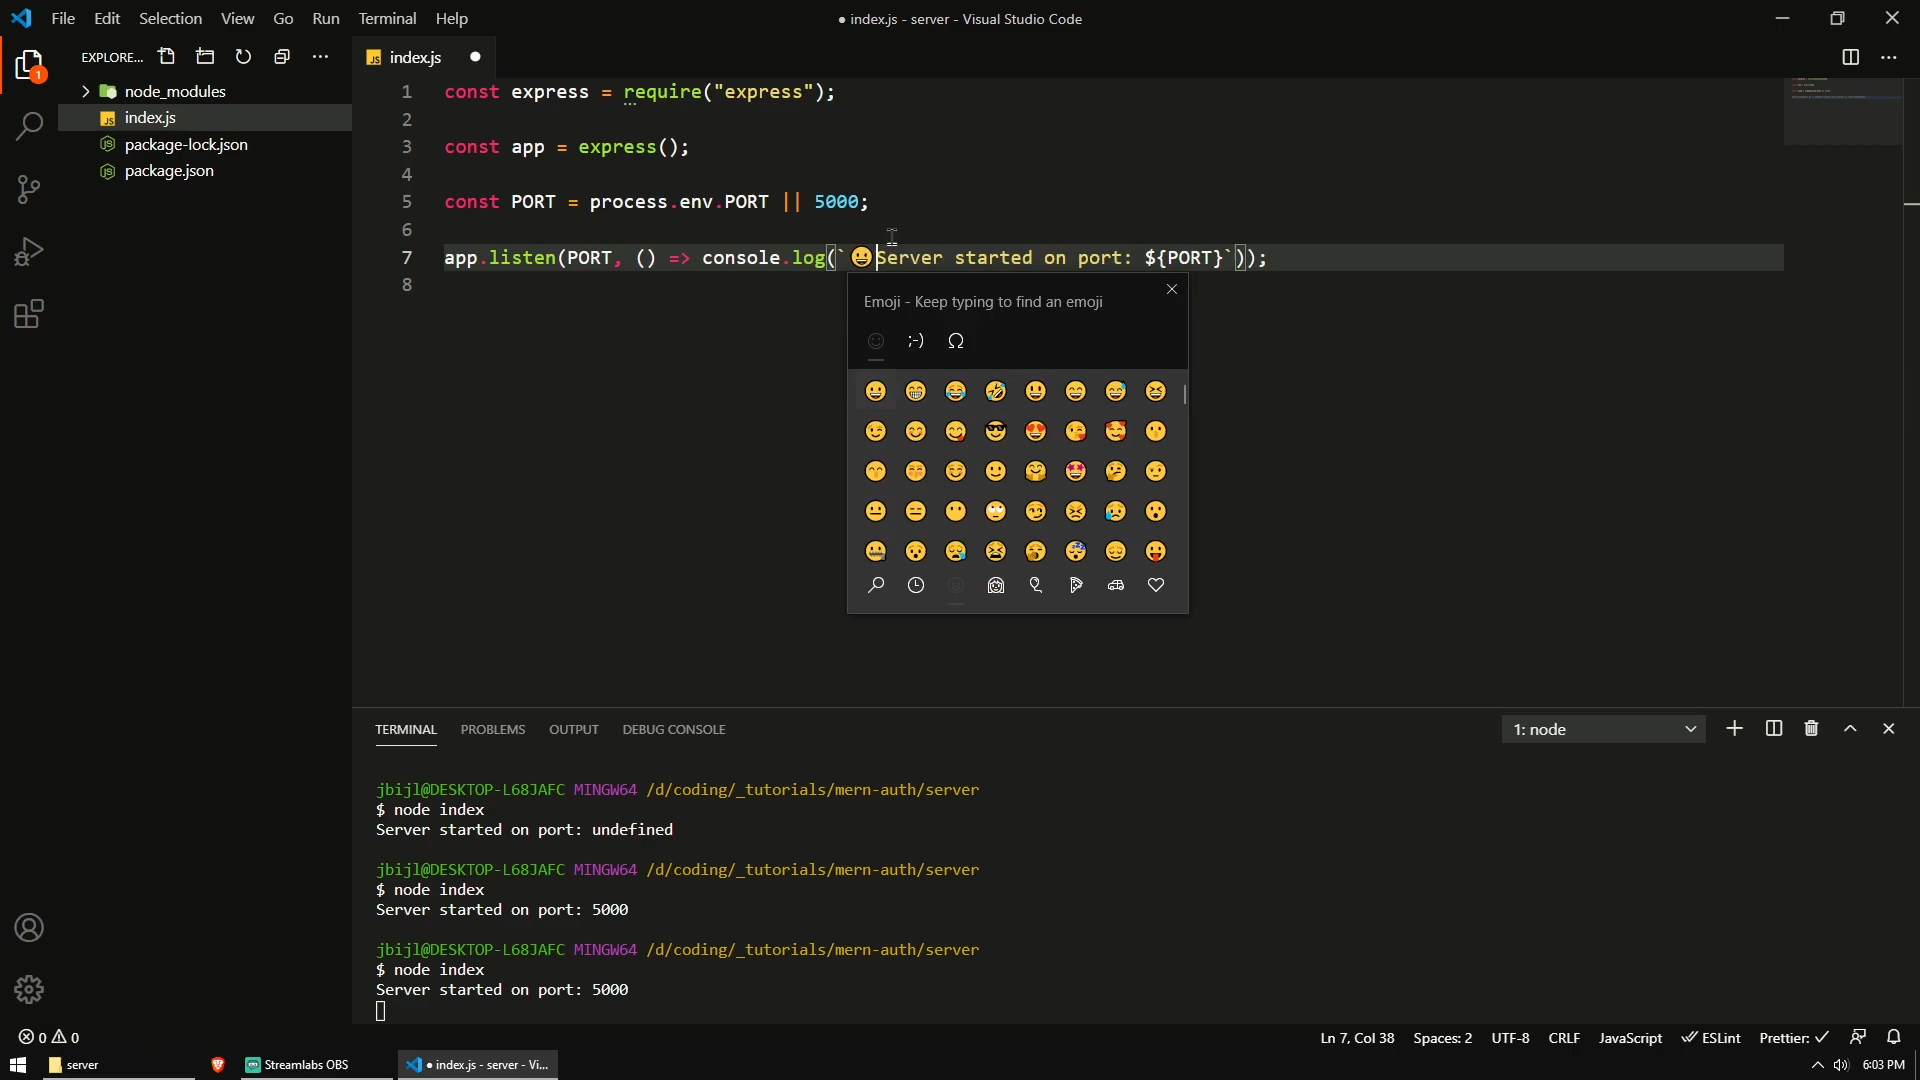 File Edit Selection View Go Run Terminal Help
● index.js - server - Visual Studio Code
EXPLORE...
1
node_modules
index.js
package-lock.json
package.json
JS index.js
1 const express = require("express");
2
3 const app = express();
4
5 const PORT = process.env.PORT || 5000;
6
7 app.listen(PORT, () => console.log(`😀Server started on port: ${PORT}`));
8
Emoji - Keep typing to find an emoji
;-) Ω
TERMINAL PROBLEMS OUTPUT DEBUG CONSOLE
1: node
jbijl@DESKTOP-L68JAFC MINGW64 /d/coding/_tutorials/mern-auth/server
$ node index
Server started on port: undefined
jbijl@DESKTOP-L68JAFC MINGW64 /d/coding/_tutorials/mern-auth/server
$ node index
Server started on port: 5000
jbijl@DESKTOP-L68JAFC MINGW64 /d/coding/_tutorials/mern-auth/server
$ node index
Server started on port: 5000
0 0
Ln 7, Col 38 Spaces: 2 UTF-8 CRLF JavaScript ESLint Prettier: ✓
server
Streamlabs OBS
● index.js - server - Vi...
6:03 PM